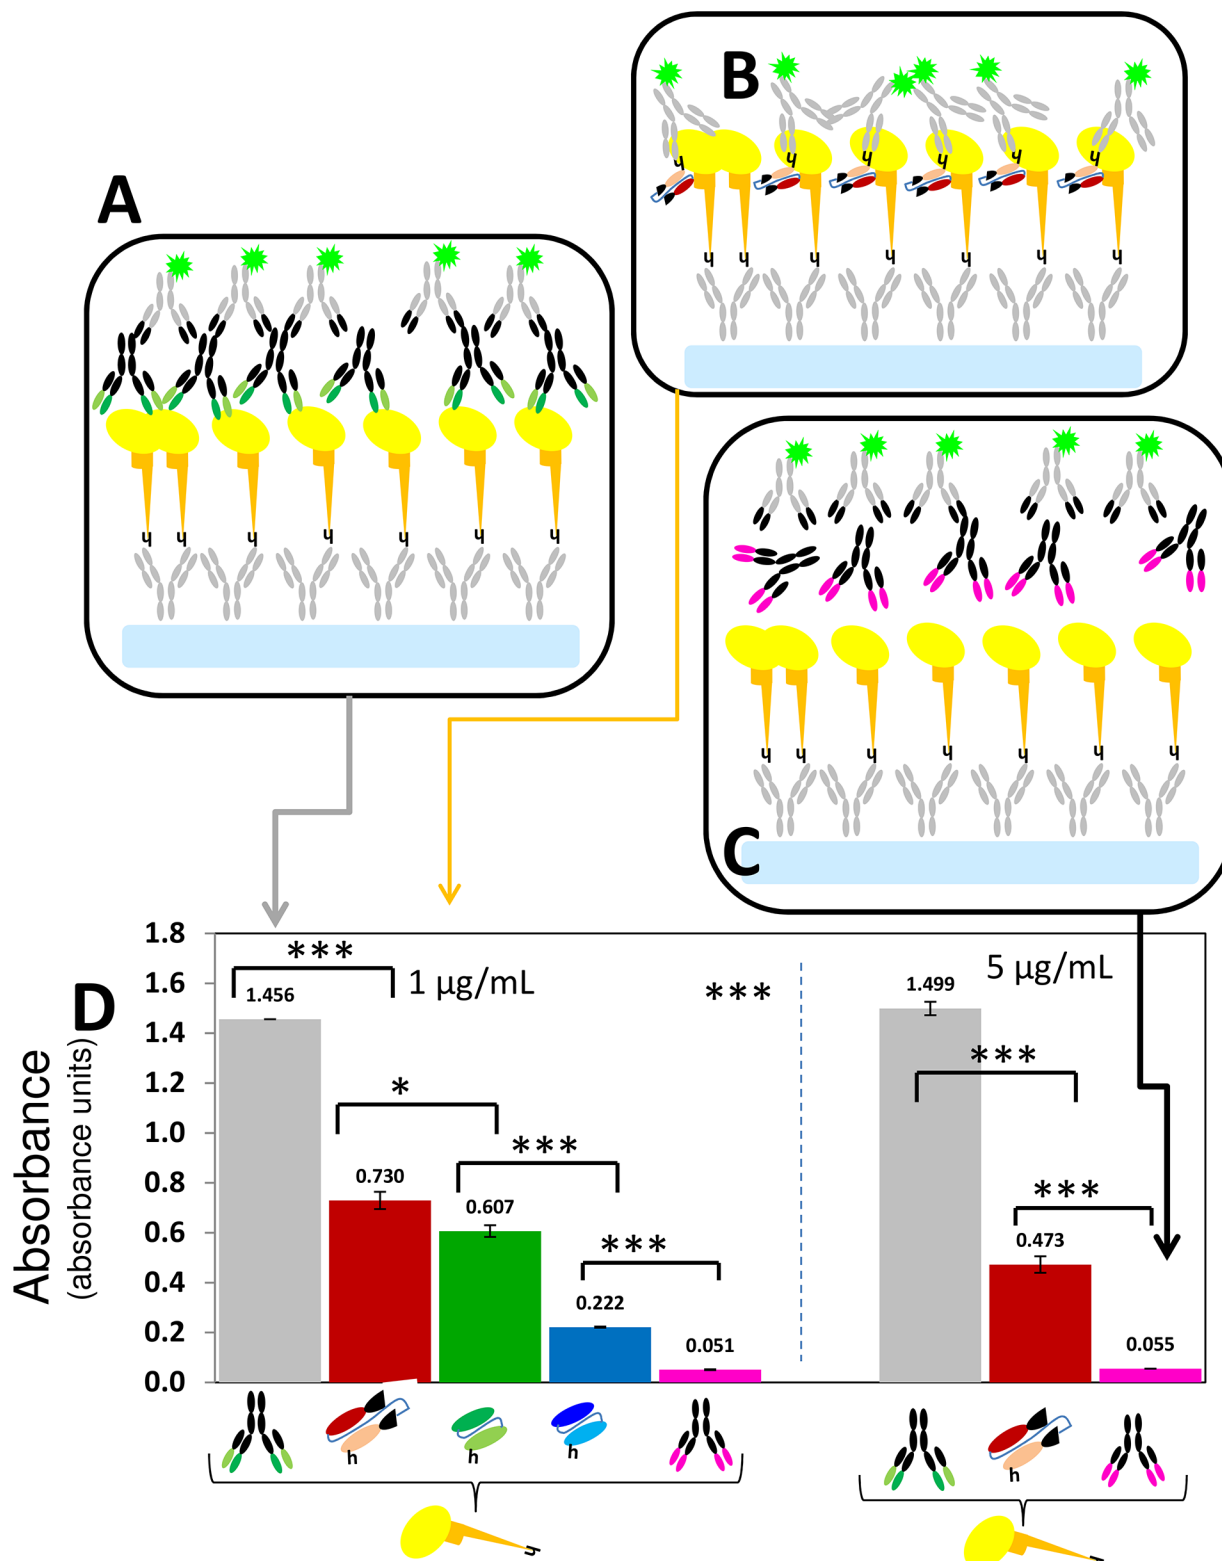 B
A
h h h h h h
h h h h h h h
h h h h h h h
h h h h h h h
C
D
Absorbance
(absorbance units)
1.8
1.6
1.4
1.2
1.0
0.8
0.6
0.4
0.2
0.0
***
1 µg/mL
1.456
***
5 µg/mL
1.499
***
*
***
0.730
0.607
***
***
0.473
0.222
0.051
0.055
h h h
h
h h